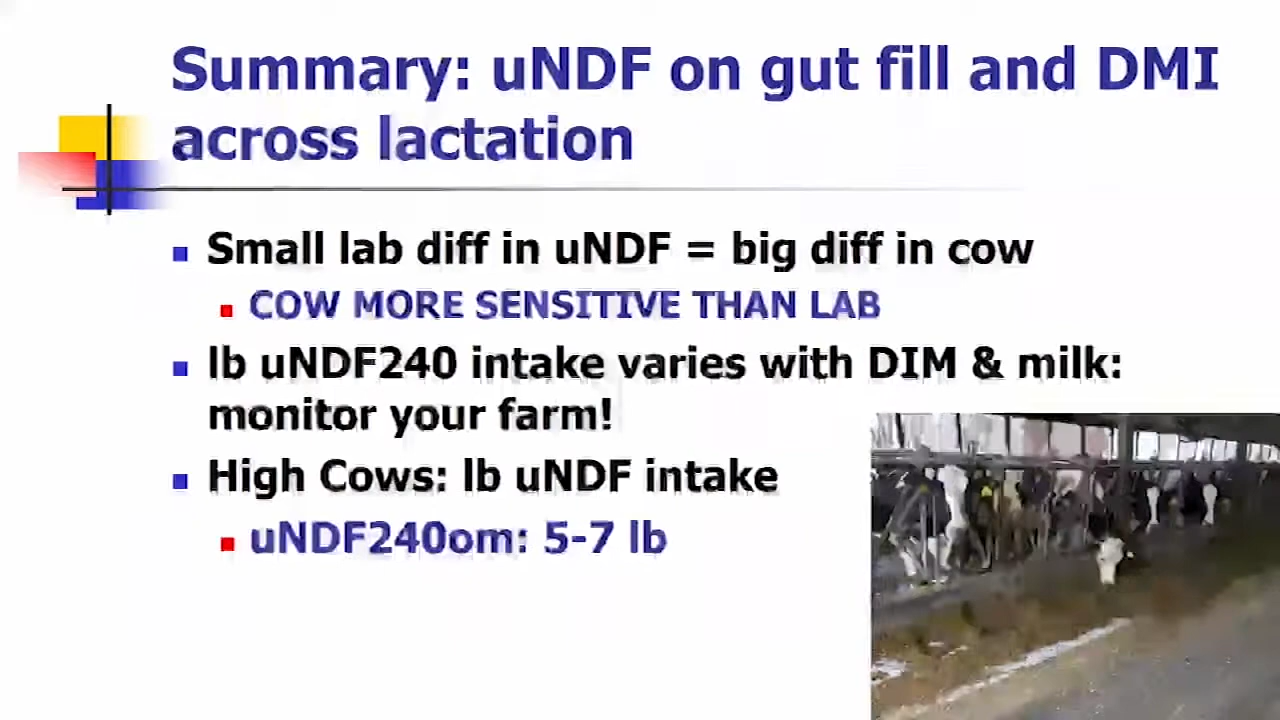 Summary: uNDF on gut fill and DMI
across lactation
Small lab diff in uNDF = big diff in cow
COW MORE SENSITIVE THAN LAB
lb uNDF240 intake varies with DIM & milk:
monitor your farm!
High Cows: lb uNDF intake
uNDF240om: 5-7 lb